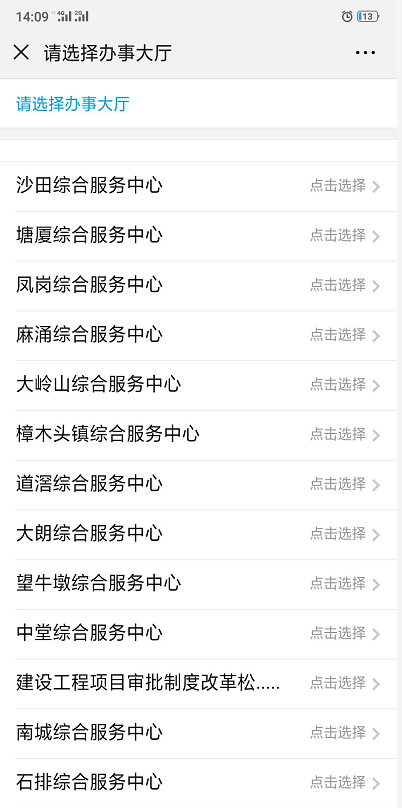 14:09 4G 2G 13
请选择办事大厅
请选择办事大厅
沙田综合服务中心 点击选择
塘厦综合服务中心 点击选择
凤岗综合服务中心 点击选择
麻涌综合服务中心 点击选择
大岭山综合服务中心 点击选择
樟木头镇综合服务中心 点击选择
道滘综合服务中心 点击选择
大朗综合服务中心 点击选择
望牛墩综合服务中心 点击选择
中堂综合服务中心 点击选择
建设工程项目审批制度改革松..... 点击选择
南城综合服务中心 点击选择
石排综合服务中心 点击选择